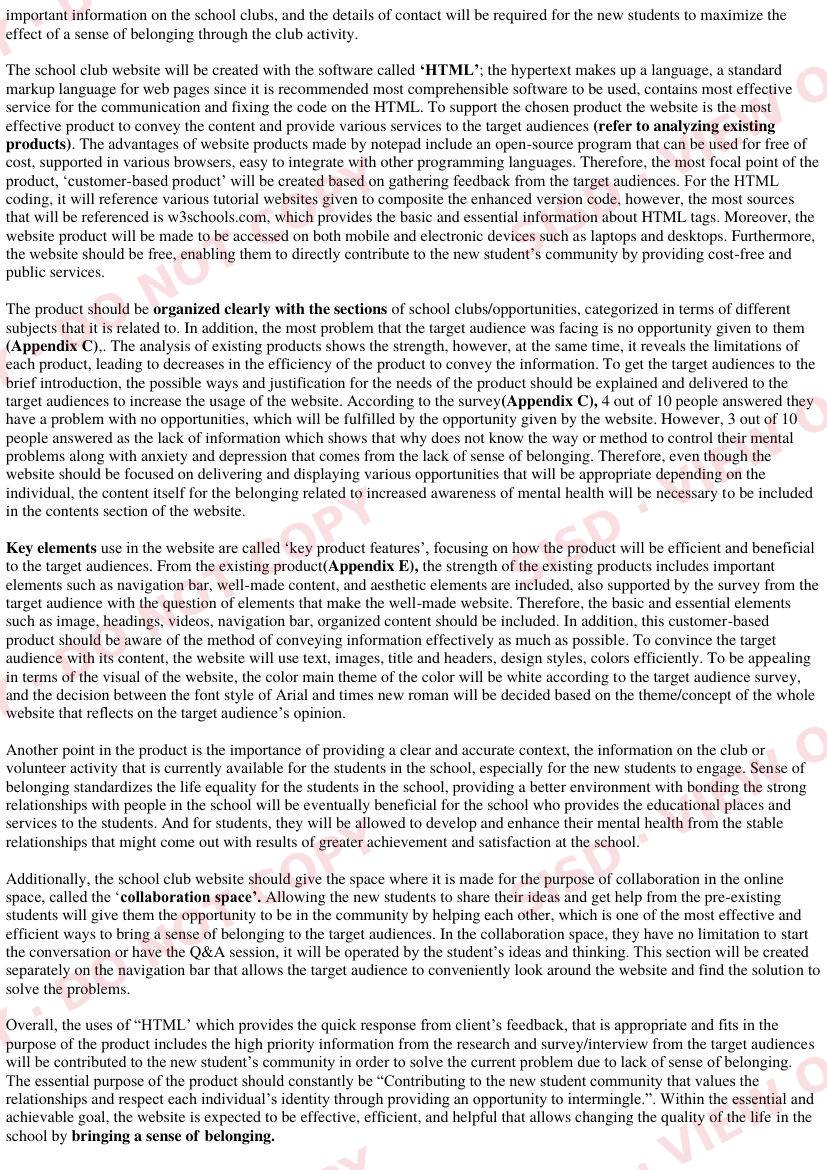 important information on the school clubs, and the details of contact will be required for the new students to maximize the
effect of a sense of belonging through the club activity.
The school club website will be created with the software called ‘HTML’; the hypertext makes up a language, a standard
markup language for web pages since it is recommended most comprehensible software to be used, contains most effective
service for the communication and fixing the code on the HTML. To support the chosen product the website is the most
effective product to convey the content and provide various services to the target audiences (refer to analyzing existing
products). The advantages of website products made by notepad include an open-source program that can be used for free of
cost, supported in various browsers, easy to integrate with other programming languages. Therefore, the most focal point of the
product, ‘customer-based product’ will be created based on gathering feedback from the target audiences. For the HTML
coding, it will reference various tutorial websites given to composite the enhanced version code, however, the most sources
that will be referenced is w3schools.com, which provides the basic and essential information about HTML tags. Moreover, the
website product will be made to be accessed on both mobile and electronic devices such as laptops and desktops. Furthermore,
the website should be free, enabling them to directly contribute to the new student’s community by providing cost-free and
public services.
The product should be organized clearly with the sections of school clubs/opportunities, categorized in terms of different
subjects that it is related to. In addition, the most problem that the target audience was facing is no opportunity given to them
(Appendix C),. The analysis of existing products shows the strength, however, at the same time, it reveals the limitations of
each product, leading to decreases in the efficiency of the product to convey the information. To get the target audiences to the
brief introduction, the possible ways and justification for the needs of the product should be explained and delivered to the
target audiences to increase the usage of the website. According to the survey(Appendix C), 4 out of 10 people answered they
have a problem with no opportunities, which will be fulfilled by the opportunity given by the website. However, 3 out of 10
people answered as the lack of information which shows that why does not know the way or method to control their mental
problems along with anxiety and depression that comes from the lack of sense of belonging. Therefore, even though the
website should be focused on delivering and displaying various opportunities that will be appropriate depending on the
individual, the content itself for the belonging related to increased awareness of mental health will be necessary to be included
in the contents section of the website.
Key elements use in the website are called ‘key product features’, focusing on how the product will be efficient and beneficial
to the target audiences. From the existing product(Appendix E), the strength of the existing products includes important
elements such as navigation bar, well-made content, and aesthetic elements are included, also supported by the survey from the
target audience with the question of elements that make the well-made website. Therefore, the basic and essential elements
such as image, headings, videos, navigation bar, organized content should be included. In addition, this customer-based
product should be aware of the method of conveying information effectively as much as possible. To convince the target
audience with its content, the website will use text, images, title and headers, design styles, colors efficiently. To be appealing
in terms of the visual of the website, the color main theme of the color will be white according to the target audience survey,
and the decision between the font style of Arial and times new roman will be decided based on the theme/concept of the whole
website that reflects on the target audience’s opinion.
Another point in the product is the importance of providing a clear and accurate context, the information on the club or
volunteer activity that is currently available for the students in the school, especially for the new students to engage. Sense of
belonging standardizes the life equality for the students in the school, providing a better environment with bonding the strong
relationships with people in the school will be eventually beneficial for the school who provides the educational places and
services to the students. And for students, they will be allowed to develop and enhance their mental health from the stable
relationships that might come out with results of greater achievement and satisfaction at the school.
Additionally, the school club website should give the space where it is made for the purpose of collaboration in the online
space, called the ‘collaboration space’. Allowing the new students to share their ideas and get help from the pre-existing
students will give them the opportunity to be in the community by helping each other, which is one of the most effective and
efficient ways to bring a sense of belonging to the target audiences. In the collaboration space, they have no limitation to start
the conversation or have the Q&A session, it will be operated by the student’s ideas and thinking. This section will be created
separately on the navigation bar that allows the target audience to conveniently look around the website and find the solution to
solve the problems.
Overall, the uses of “HTML’ which provides the quick response from client’s feedback, that is appropriate and fits in the
purpose of the product includes the high priority information from the research and survey/interview from the target audiences
will be contributed to the new student’s community in order to solve the current problem due to lack of sense of belonging.
The essential purpose of the product should constantly be “Contributing to the new student community that values the
relationships and respect each individual’s identity through providing an opportunity to intermingle.”. Within the essential and
achievable goal, the website is expected to be effective, efficient, and helpful that allows changing the quality of the life in the
school by bringing a sense of belonging.
SISD · VIEW O
Y · DO NOT COPY
SISD · VIEW O
Y · DO NOT COPY
SISD · VIEW O
Y · DO NOT COPY
SISD · VIEW O